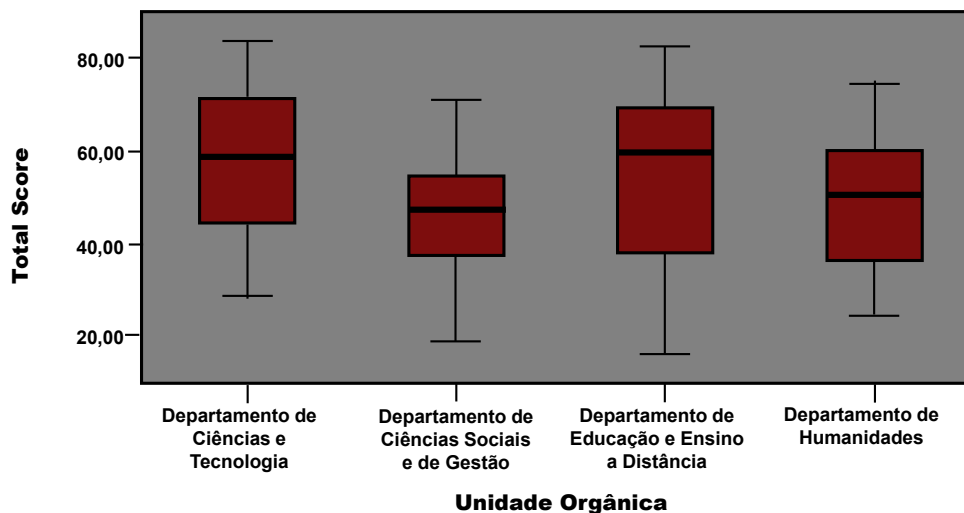 80,00
60,00
40,00
20,00
Total Score
Departamento de
Ciências e
Tecnologia
Departamento de
Ciências Sociais
e de Gestão
Departamento de
Educação e Ensino
a Distância
Departamento de
Humanidades
Unidade Orgânica